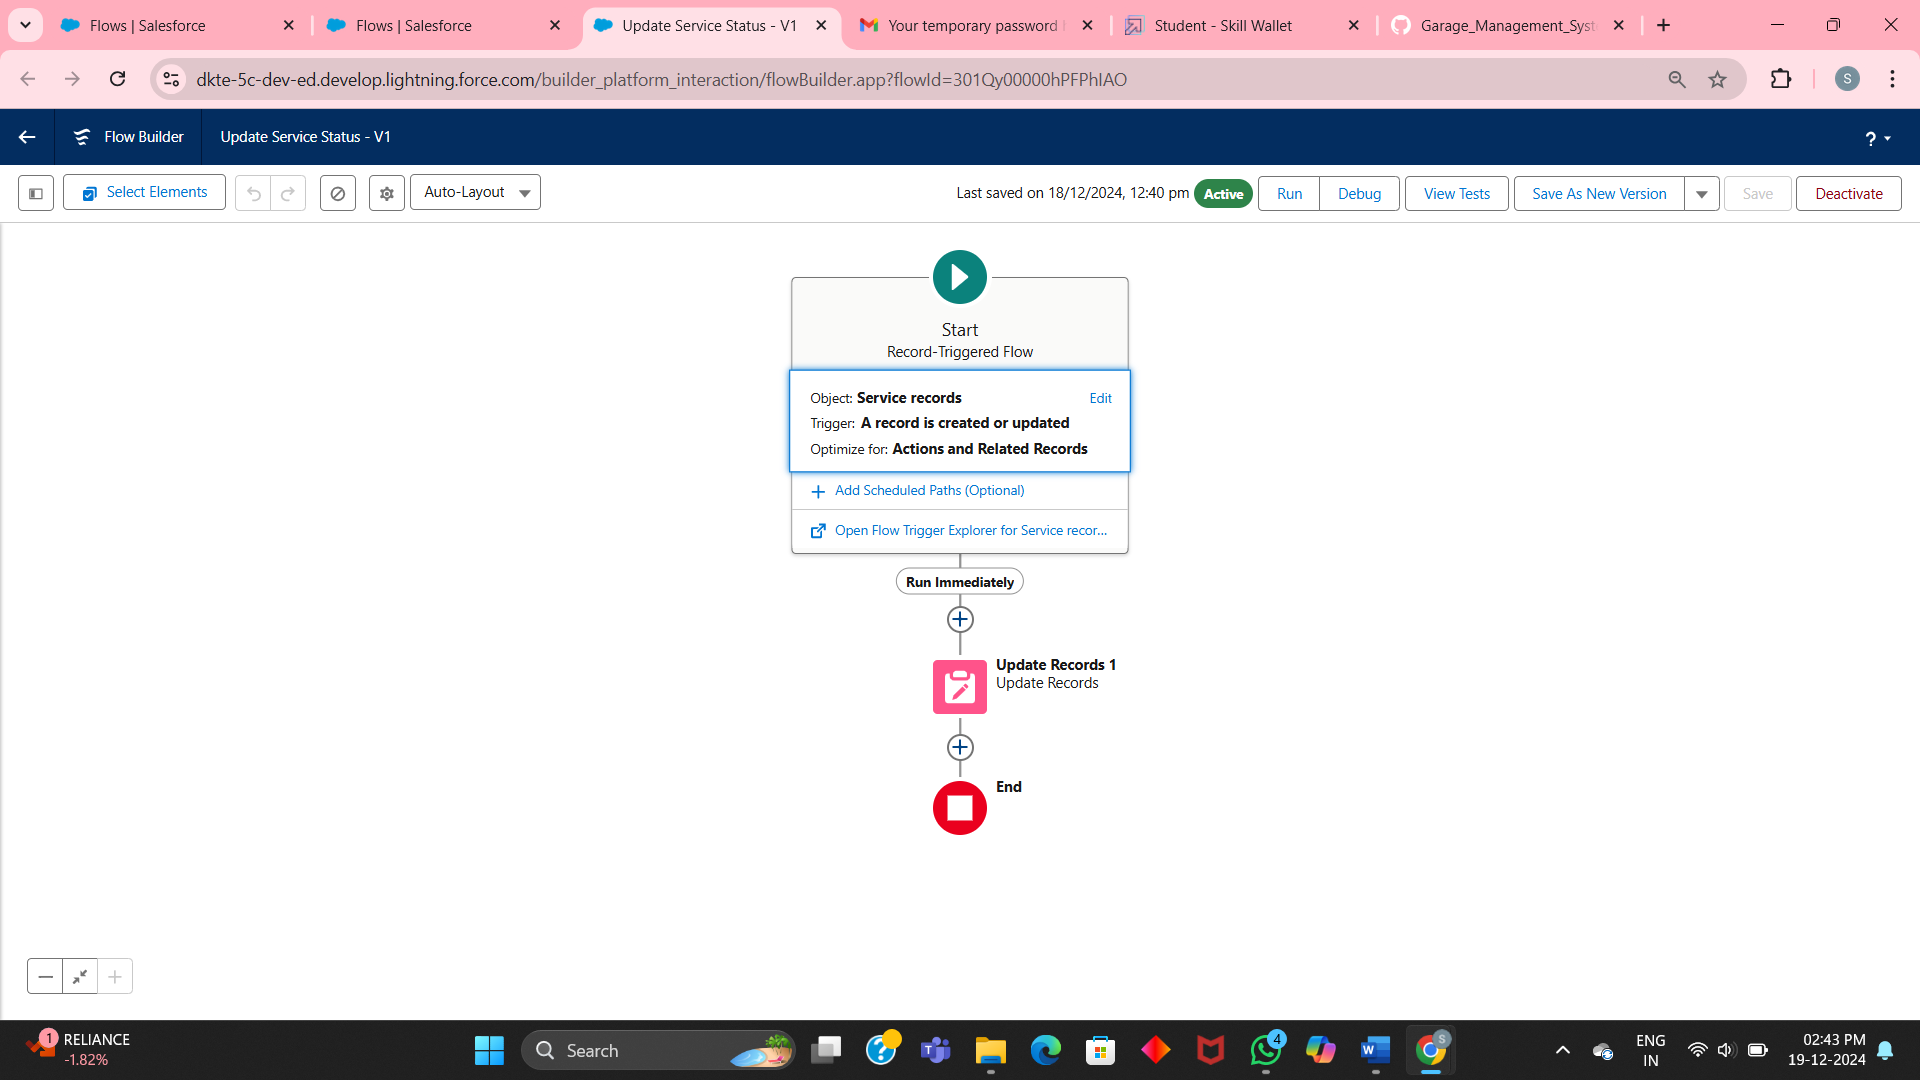 Flows | Salesforce
Flows | Salesforce
Update Service Status - V1
Your temporary password
Student - Skill Wallet
Garage_Management_Syst
dkte-5c-dev-ed.develop.lightning.force.com/builder_platform_interaction/flowBuilder.app?flowId=301Qy00000hPFPhIAO
S
Flow Builder
Update Service Status - V1
?
Select Elements
Auto-Layout
Last saved on 18/12/2024, 12:40 pm
Active
Run
Debug
View Tests
Save As New Version
Save
Deactivate
Start
Record-Triggered Flow
Object: Service records
Edit
Trigger: A record is created or updated
Optimize for: Actions and Related Records
Add Scheduled Paths (Optional)
Open Flow Trigger Explorer for Service recor...
Run Immediately
Update Records 1
Update Records
End
1
RELIANCE
-1.82%
Search
4
S
ENG
IN
02:43 PM
19-12-2024